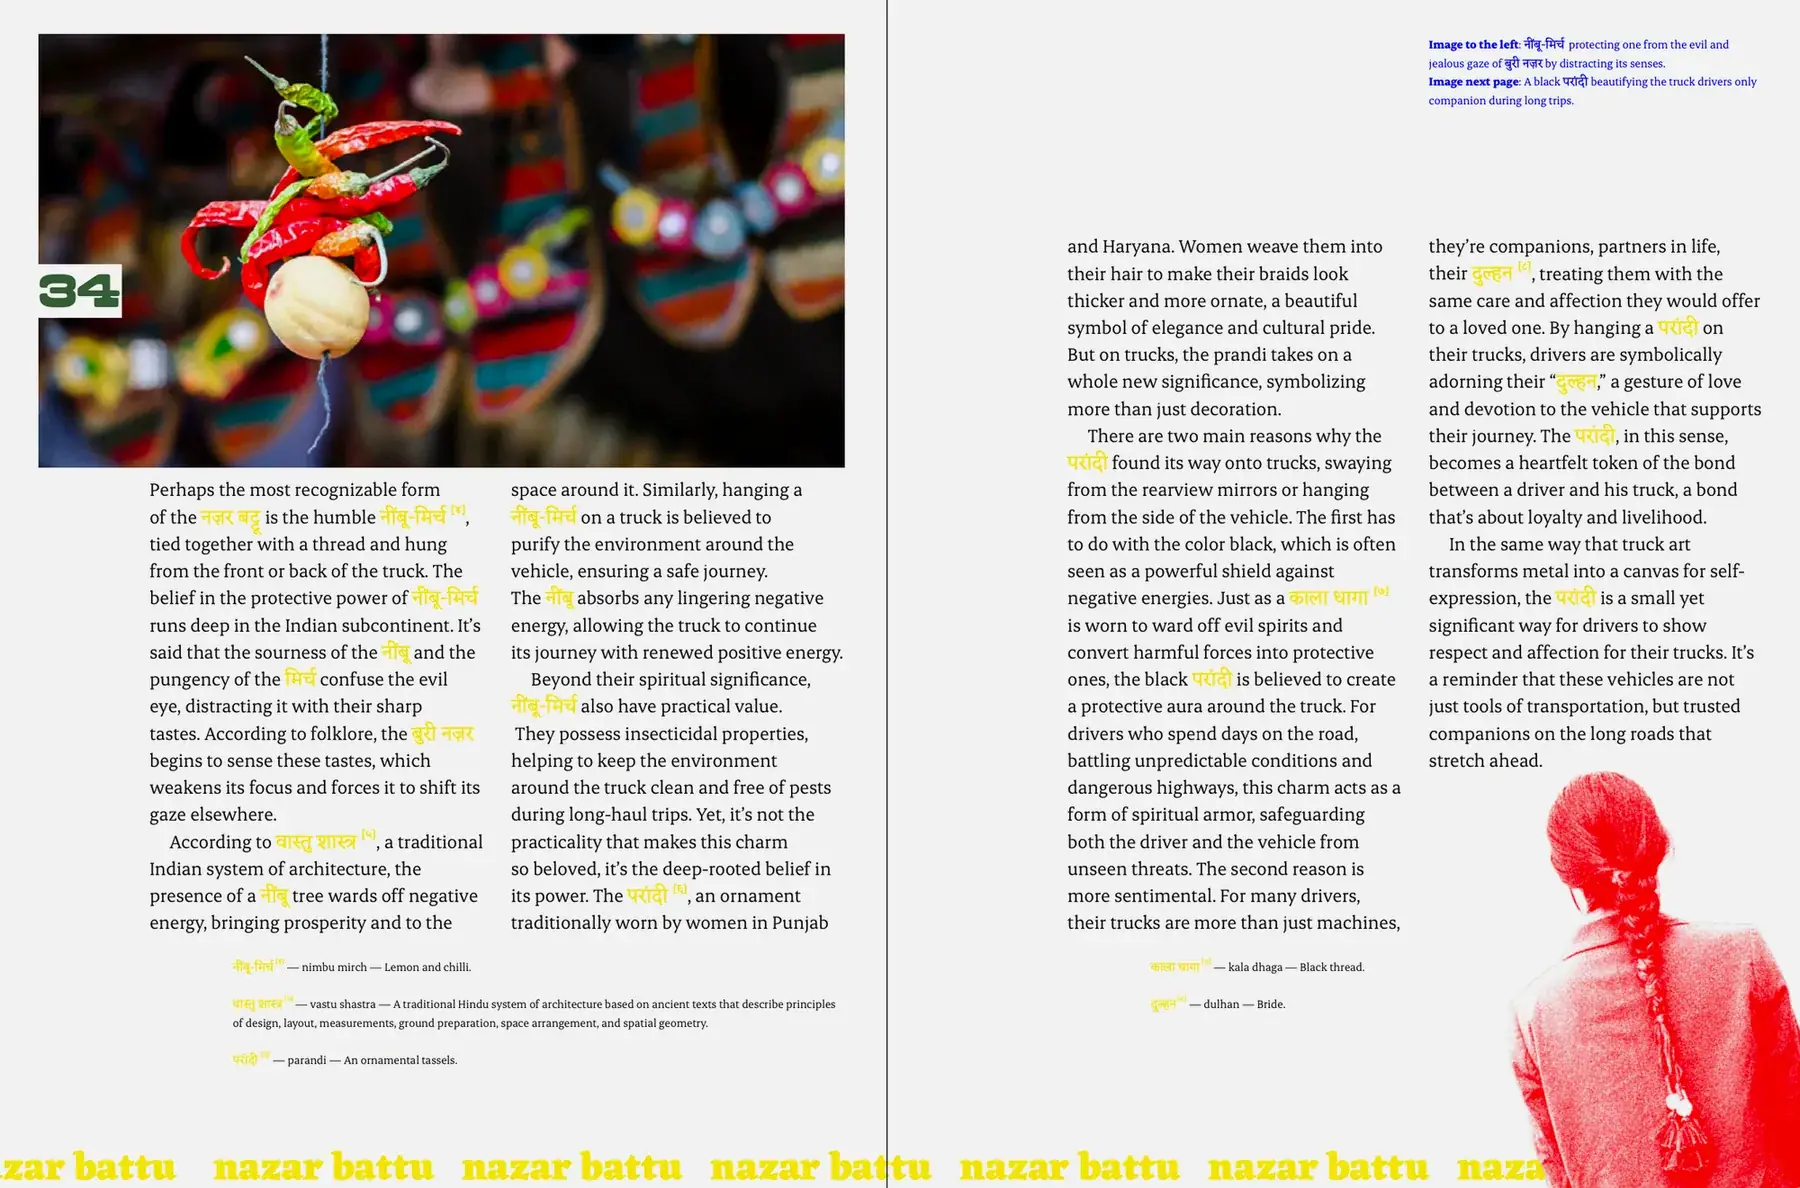 34
Perhaps the most recognizable form
of the नज़र बट्टू is the humble नींबू-मिर्च [४],
tied together with a thread and hung
from the front or back of the truck. The
belief in the protective power of नींबू-मिर्च
runs deep in the Indian subcontinent. It’s
said that the sourness of the नींबू and the
pungency of the मिर्च confuse the evil
eye, distracting it with their sharp
tastes. According to folklore, the बुरी नज़र
begins to sense these tastes, which
weakens its focus and forces it to shift its
gaze elsewhere.
According to वास्तु शास्त्र [५], a traditional
Indian system of architecture, the
presence of a नींबू tree wards off negative
energy, bringing prosperity and to the
space around it. Similarly, hanging a
नींबू-मिर्च on a truck is believed to
purify the environment around the
vehicle, ensuring a safe journey.
The नींबू absorbs any lingering negative
energy, allowing the truck to continue
its journey with renewed positive energy.
Beyond their spiritual significance,
नींबू-मिर्च also have practical value.
They possess insecticidal properties,
helping to keep the environment
around the truck clean and free of pests
during long-haul trips. Yet, it’s not the
practicality that makes this charm
so beloved, it’s the deep-rooted belief in
its power. The परांदी [६], an ornament
traditionally worn by women in Punjab
नींबू-मिर्च — nimbu mirch — Lemon and chilli.
वास्तु शास्त्र — vastu shastra — A traditional Hindu system of architecture based on ancient texts that describe principles
of design, layout, measurements, ground preparation, space arrangement, and spatial geometry.
परांदी — parandi — An ornamental tassels.
Image to the left: नींबू-मिर्च protecting one from the evil and
jealous gaze of बुरी नज़र by distracting its senses.
Image next page: A black परांदी beautifying the truck drivers only
companion during long trips.
and Haryana. Women weave them into
their hair to make their braids look
thicker and more ornate, a beautiful
symbol of elegance and cultural pride.
But on trucks, the prandi takes on a
whole new significance, symbolizing
more than just decoration.
There are two main reasons why the
परांदी found its way onto trucks, swaying
from the rearview mirrors or hanging
from the side of the vehicle. The first has
to do with the color black, which is often
seen as a powerful shield against
negative energies. Just as a काला धागा [७]
is worn to ward off evil spirits and
convert harmful forces into protective
ones, the black परांदी is believed to create
a protective aura around the truck. For
drivers who spend days on the road,
battling unpredictable conditions and
dangerous highways, this charm acts as a
form of spiritual armor, safeguarding
both the driver and the vehicle from
unseen threats. The second reason is
more sentimental. For many drivers,
their trucks are more than just machines,
they’re companions, partners in life,
their दुल्हन [८], treating them with the
same care and affection they would offer
to a loved one. By hanging a परांदी on
their trucks, drivers are symbolically
adorning their “दुल्हन,” a gesture of love
and devotion to the vehicle that supports
their journey. The परांदी, in this sense,
becomes a heartfelt token of the bond
between a driver and his truck, a bond
that’s about loyalty and livelihood.
In the same way that truck art
transforms metal into a canvas for self-
expression, the परांदी is a small yet
significant way for drivers to show
respect and affection for their trucks. It’s
a reminder that these vehicles are not
just tools of transportation, but trusted
companions on the long roads that
stretch ahead.
काला धागा — kala dhaga — Black thread.
दुल्हन — dulhan — Bride.
zar battu nazar battu nazar battu nazar battu nazar battu nazar battu naza